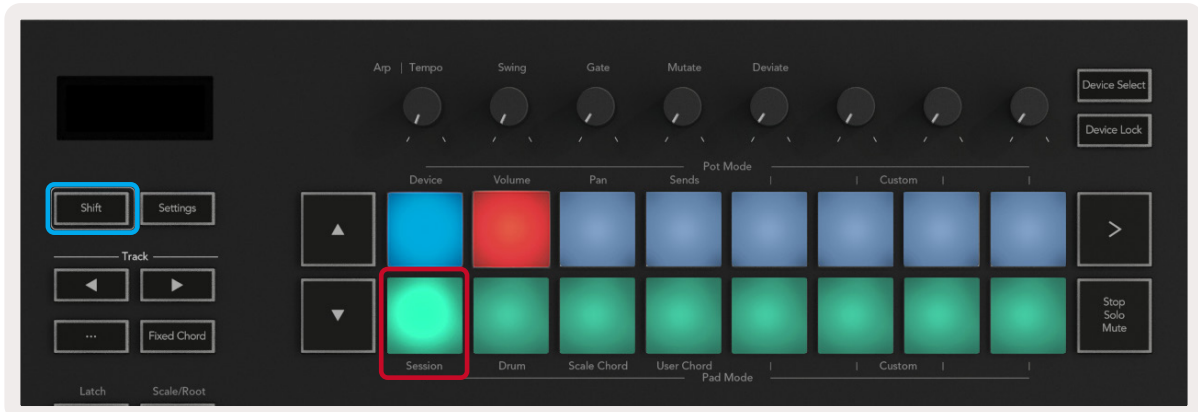 Arp | Tempo Swing Gate Mutate Deviate
Device Select
Device Lock
Pot Mode
Device Volume Pan Sends | | Custom | |
Shift Settings
Track
... Fixed Chord
Stop
Solo
Mute
Session Drum Scale Chord User Chord | | Custom | |
Pad Mode
Latch Scale/Root